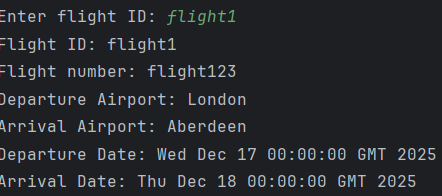 Enter flight ID: flight1
Flight ID: flight1
Flight number: flight123
Departure Airport: London
Arrival Airport: Aberdeen
Departure Date: Wed Dec 17 00:00:00 GMT 2025
Arrival Date: Thu Dec 18 00:00:00 GMT 2025